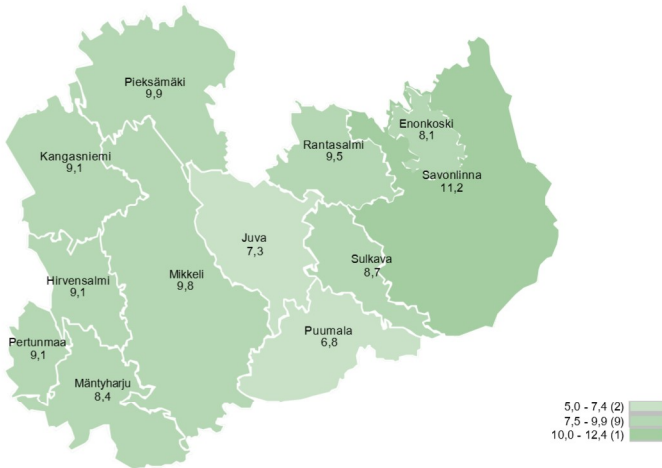 Pieksämäki
9,9
Kangasniemi
9,1
Rantasalmi
9,5
Enonkoski
8,1
Savonlinna
11,2
Juva
7,3
Sulkava
8,7
Hirvensalmi
9,1
Mikkeli
9,8
Puumala
6,8
Pertunmaa
9,1
Mäntyharju
8,4
5,0 - 7,4 (2)
7,5 - 9,9 (9)
10,0 - 12,4 (1)